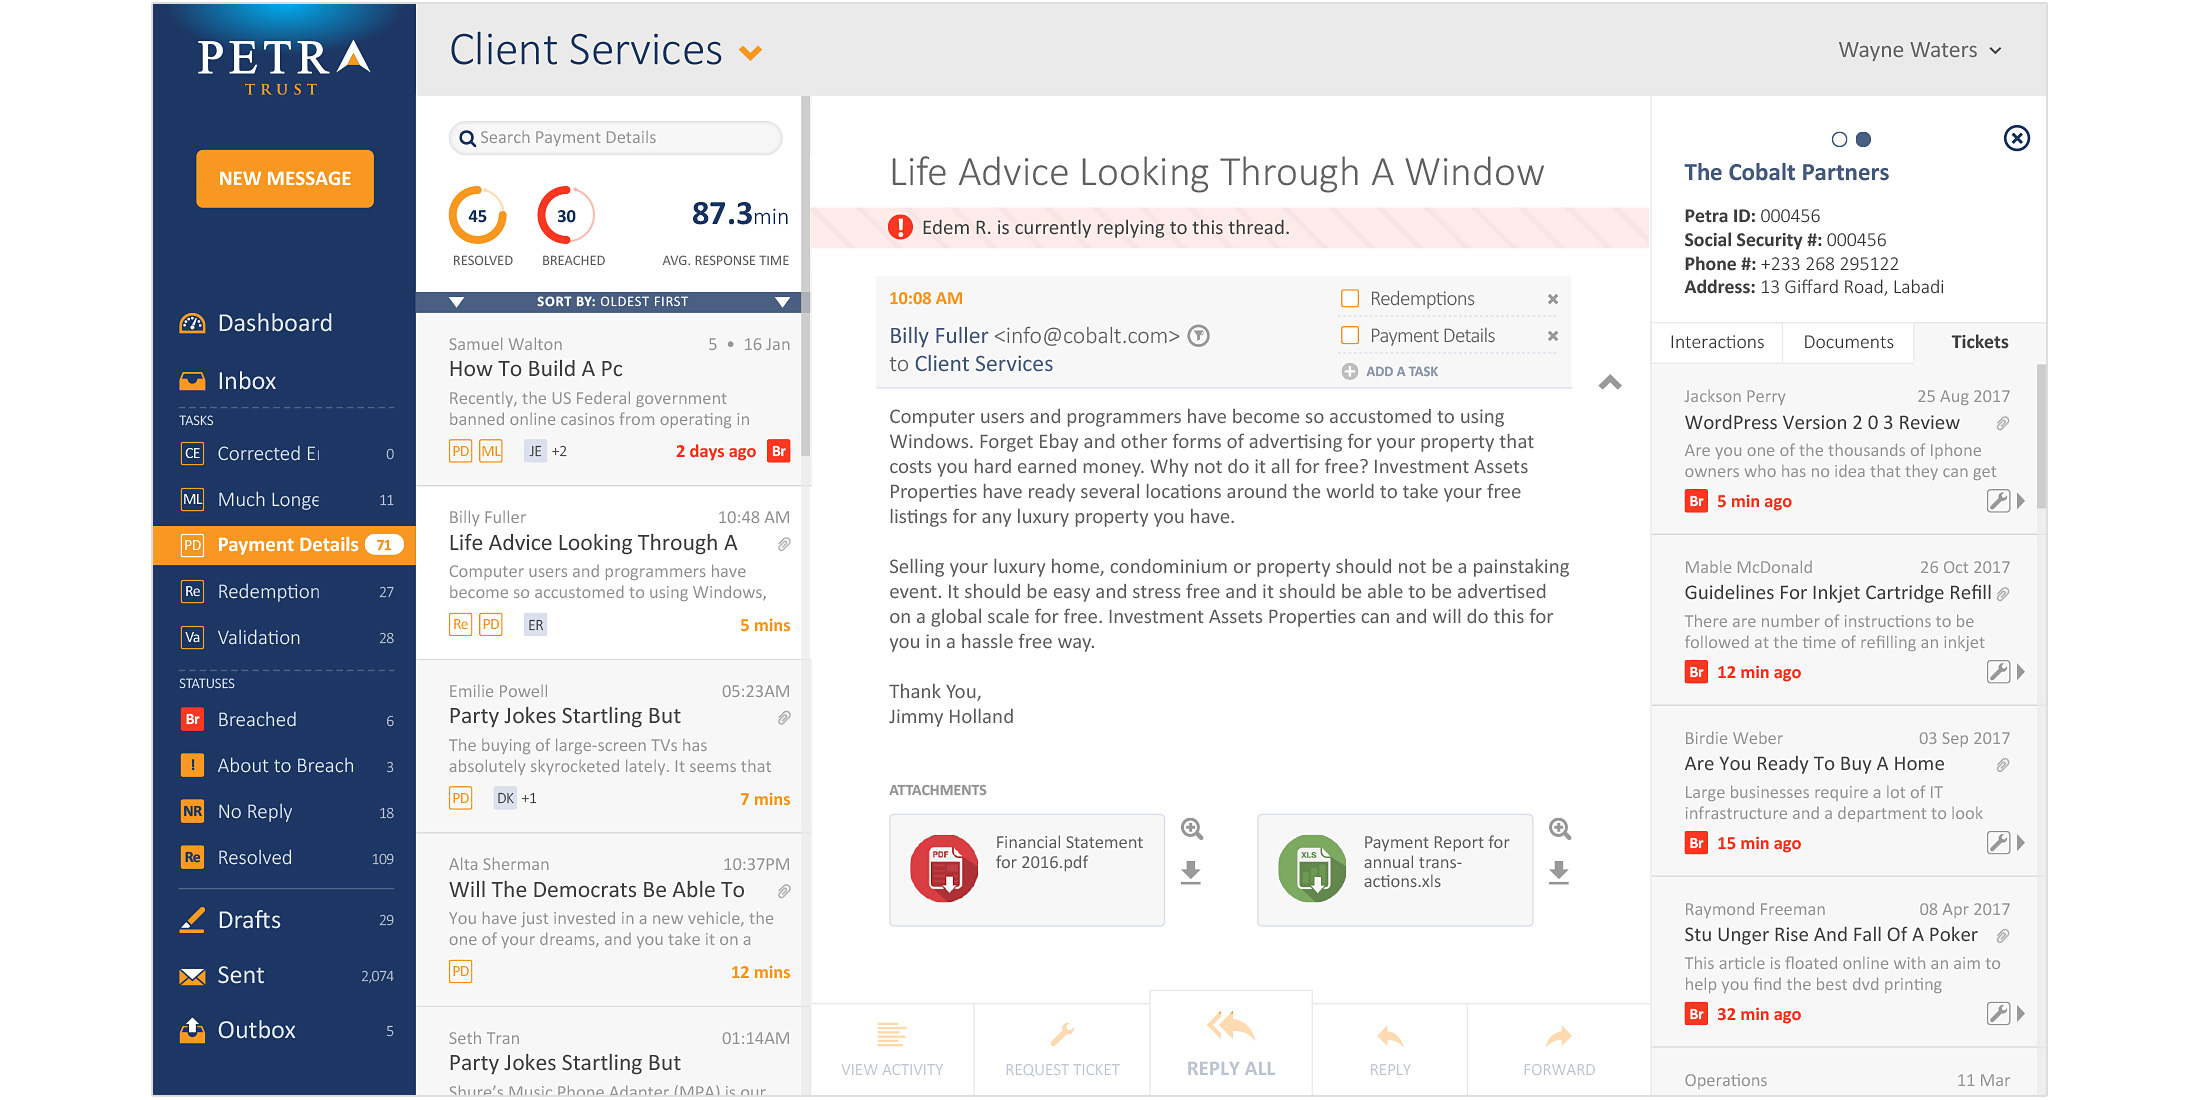 PETRA
TRUST
Client Services
Wayne Waters
NEW MESSAGE
Dashboard
Inbox
TASKS
CE Corrected Er 0
ML Much Longe 11
PD Payment Details 71
Re Redemption 27
Va Validation 28
STATUSES
Br Breached 6
! About to Breach 3
NR No Reply 18
Re Resolved 109
Drafts 29
Sent 2,074
Outbox 5
Search Payment Details
45 30 87.3min
RESOLVED BREACHED AVG. RESPONSE TIME
SORT BY: OLDEST FIRST
Samuel Walton 5 • 16 Jan
How To Build A Pc
Recently, the US Federal government
banned online casinos from operating in
PD ML JE +2 2 days ago Br
Billy Fuller 10:48 AM
Life Advice Looking Through A
Computer users and programmers have
become so accustomed to using Windows,
Re PD ER 5 mins
Emilie Powell 05:23AM
Party Jokes Startling But
The buying of large-screen TVs has
absolutely skyrocketed lately. It seems that
PD DK +1 7 mins
Alta Sherman 10:37PM
Will The Democrats Be Able To
You have just invested in a new vehicle, the
one of your dreams, and you take it on a
PD 12 mins
Seth Tran 01:14AM
Party Jokes Startling But
Shure's Music Phone Adapter (MPA) is our
Life Advice Looking Through A Window
! Edem R. is currently replying to this thread.
10:08 AM
Billy Fuller <info@cobalt.com>
to Client Services
Redemptions
Payment Details
ADD A TASK
Computer users and programmers have become so accustomed to using
Windows. Forget Ebay and other forms of advertising for your property that
costs you hard earned money. Why not do it all for free? Investment Assets
Properties have ready several locations around the world to take your free
listings for any luxury property you have.
Selling your luxury home, condominium or property should not be a painstaking
event. It should be easy and stress free and it should be able to be advertised
on a global scale for free. Investment Assets Properties can and will do this for
you in a hassle free way.
Thank You,
Jimmy Holland
ATTACHMENTS
PDF
Financial Statement
for 2016.pdf
XLS
Payment Report for
annual trans-
actions.xls
VIEW ACTIVITY
REQUEST TICKET
REPLY ALL
REPLY
FORWARD
The Cobalt Partners
Petra ID: 000456
Social Security #: 000456
Phone #: +233 268 295122
Address: 13 Giffard Road, Labadi
Interactions Documents Tickets
Jackson Perry 25 Aug 2017
WordPress Version 2 0 3 Review
Are you one of the thousands of Iphone
owners who has no idea that they can get
Br 5 min ago
Mable McDonald 26 Oct 2017
Guidelines For Inkjet Cartridge Refill
There are number of instructions to be
followed at the time of refilling an inkjet
Br 12 min ago
Birdie Weber 03 Sep 2017
Are You Ready To Buy A Home
Large businesses require a lot of IT
infrastructure and a department to look
Br 15 min ago
Raymond Freeman 08 Apr 2017
Stu Unger Rise And Fall Of A Poker
This article is floated online with an aim to
help you find the best dvd printing
Br 32 min ago
Operations 11 Mar